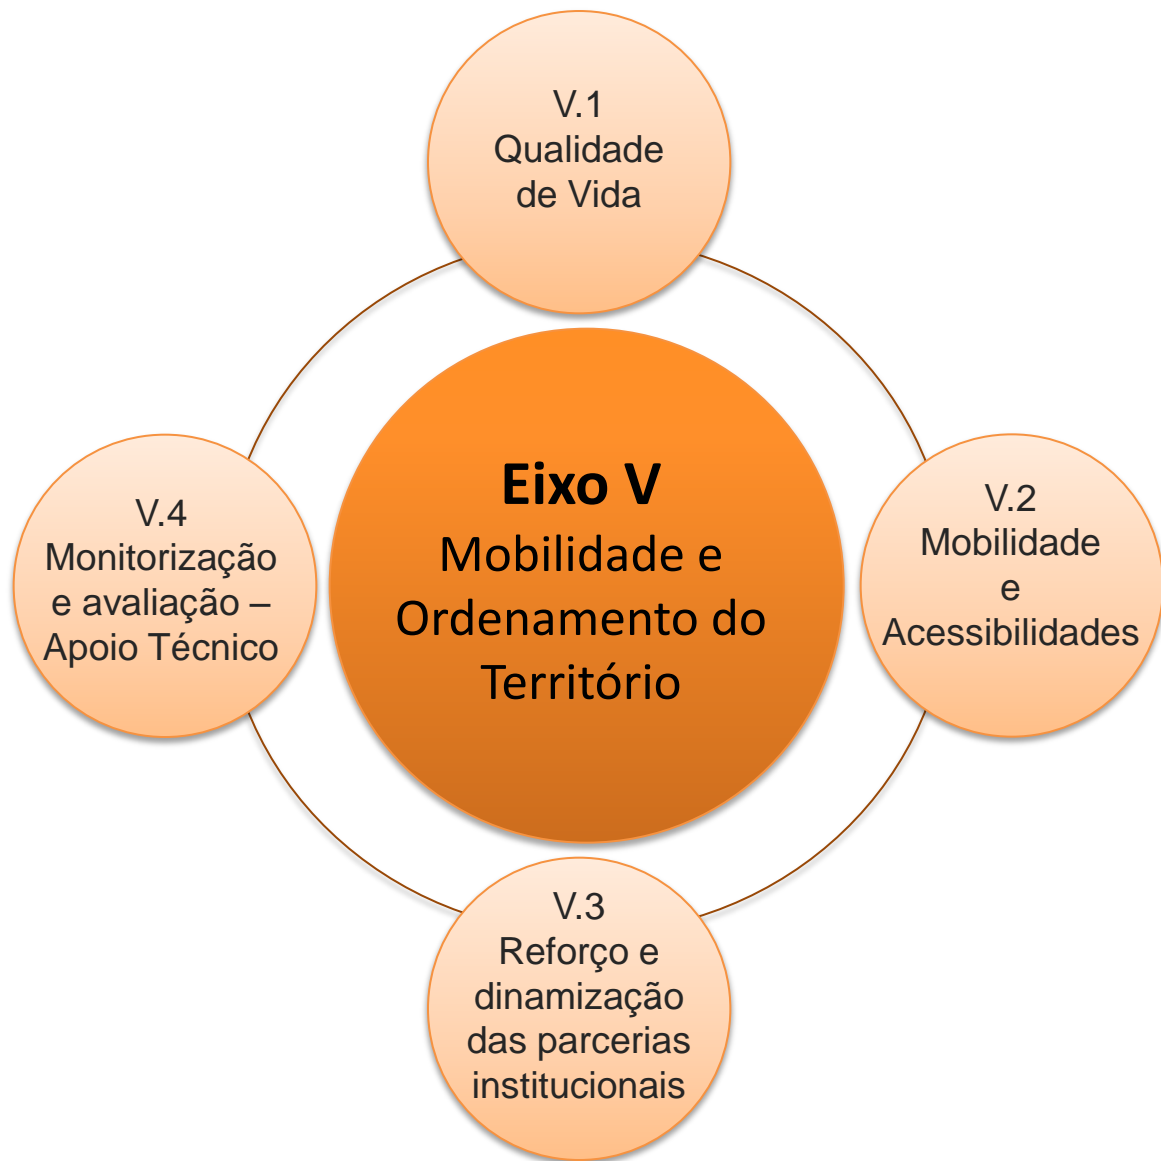 V.1
Qualidade
de Vida
Eixo V
Mobilidade e
Ordenamento do
Território
V.2
Mobilidade
e
Acessibilidades
V.3
Reforço e
dinamização
das parcerias
institucionais
V.4
Monitorização
e avaliação –
Apoio Técnico